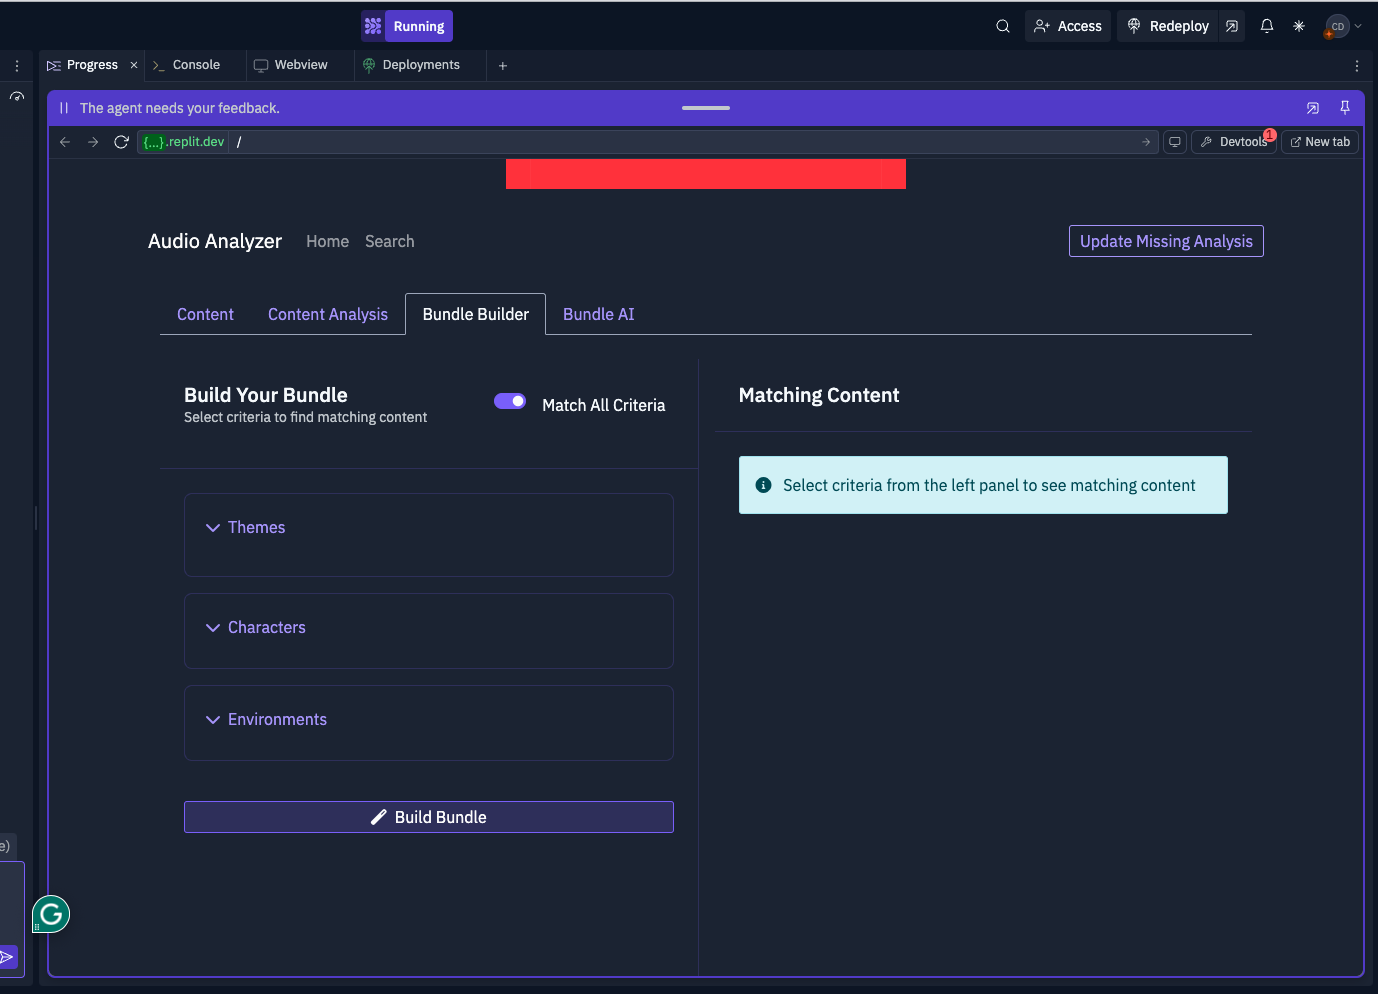 Running
Access
Redeploy
CD
Progress
Console
Webview
Deployments
The agent needs your feedback.
{...}.replit.dev /
Devtools 1
New tab
Audio Analyzer
Home
Search
Update Missing Analysis
Content
Content Analysis
Bundle Builder
Bundle AI
Build Your Bundle
Select criteria to find matching content
Match All Criteria
Matching Content
Select criteria from the left panel to see matching content
Themes
Characters
Environments
Build Bundle
e)
G